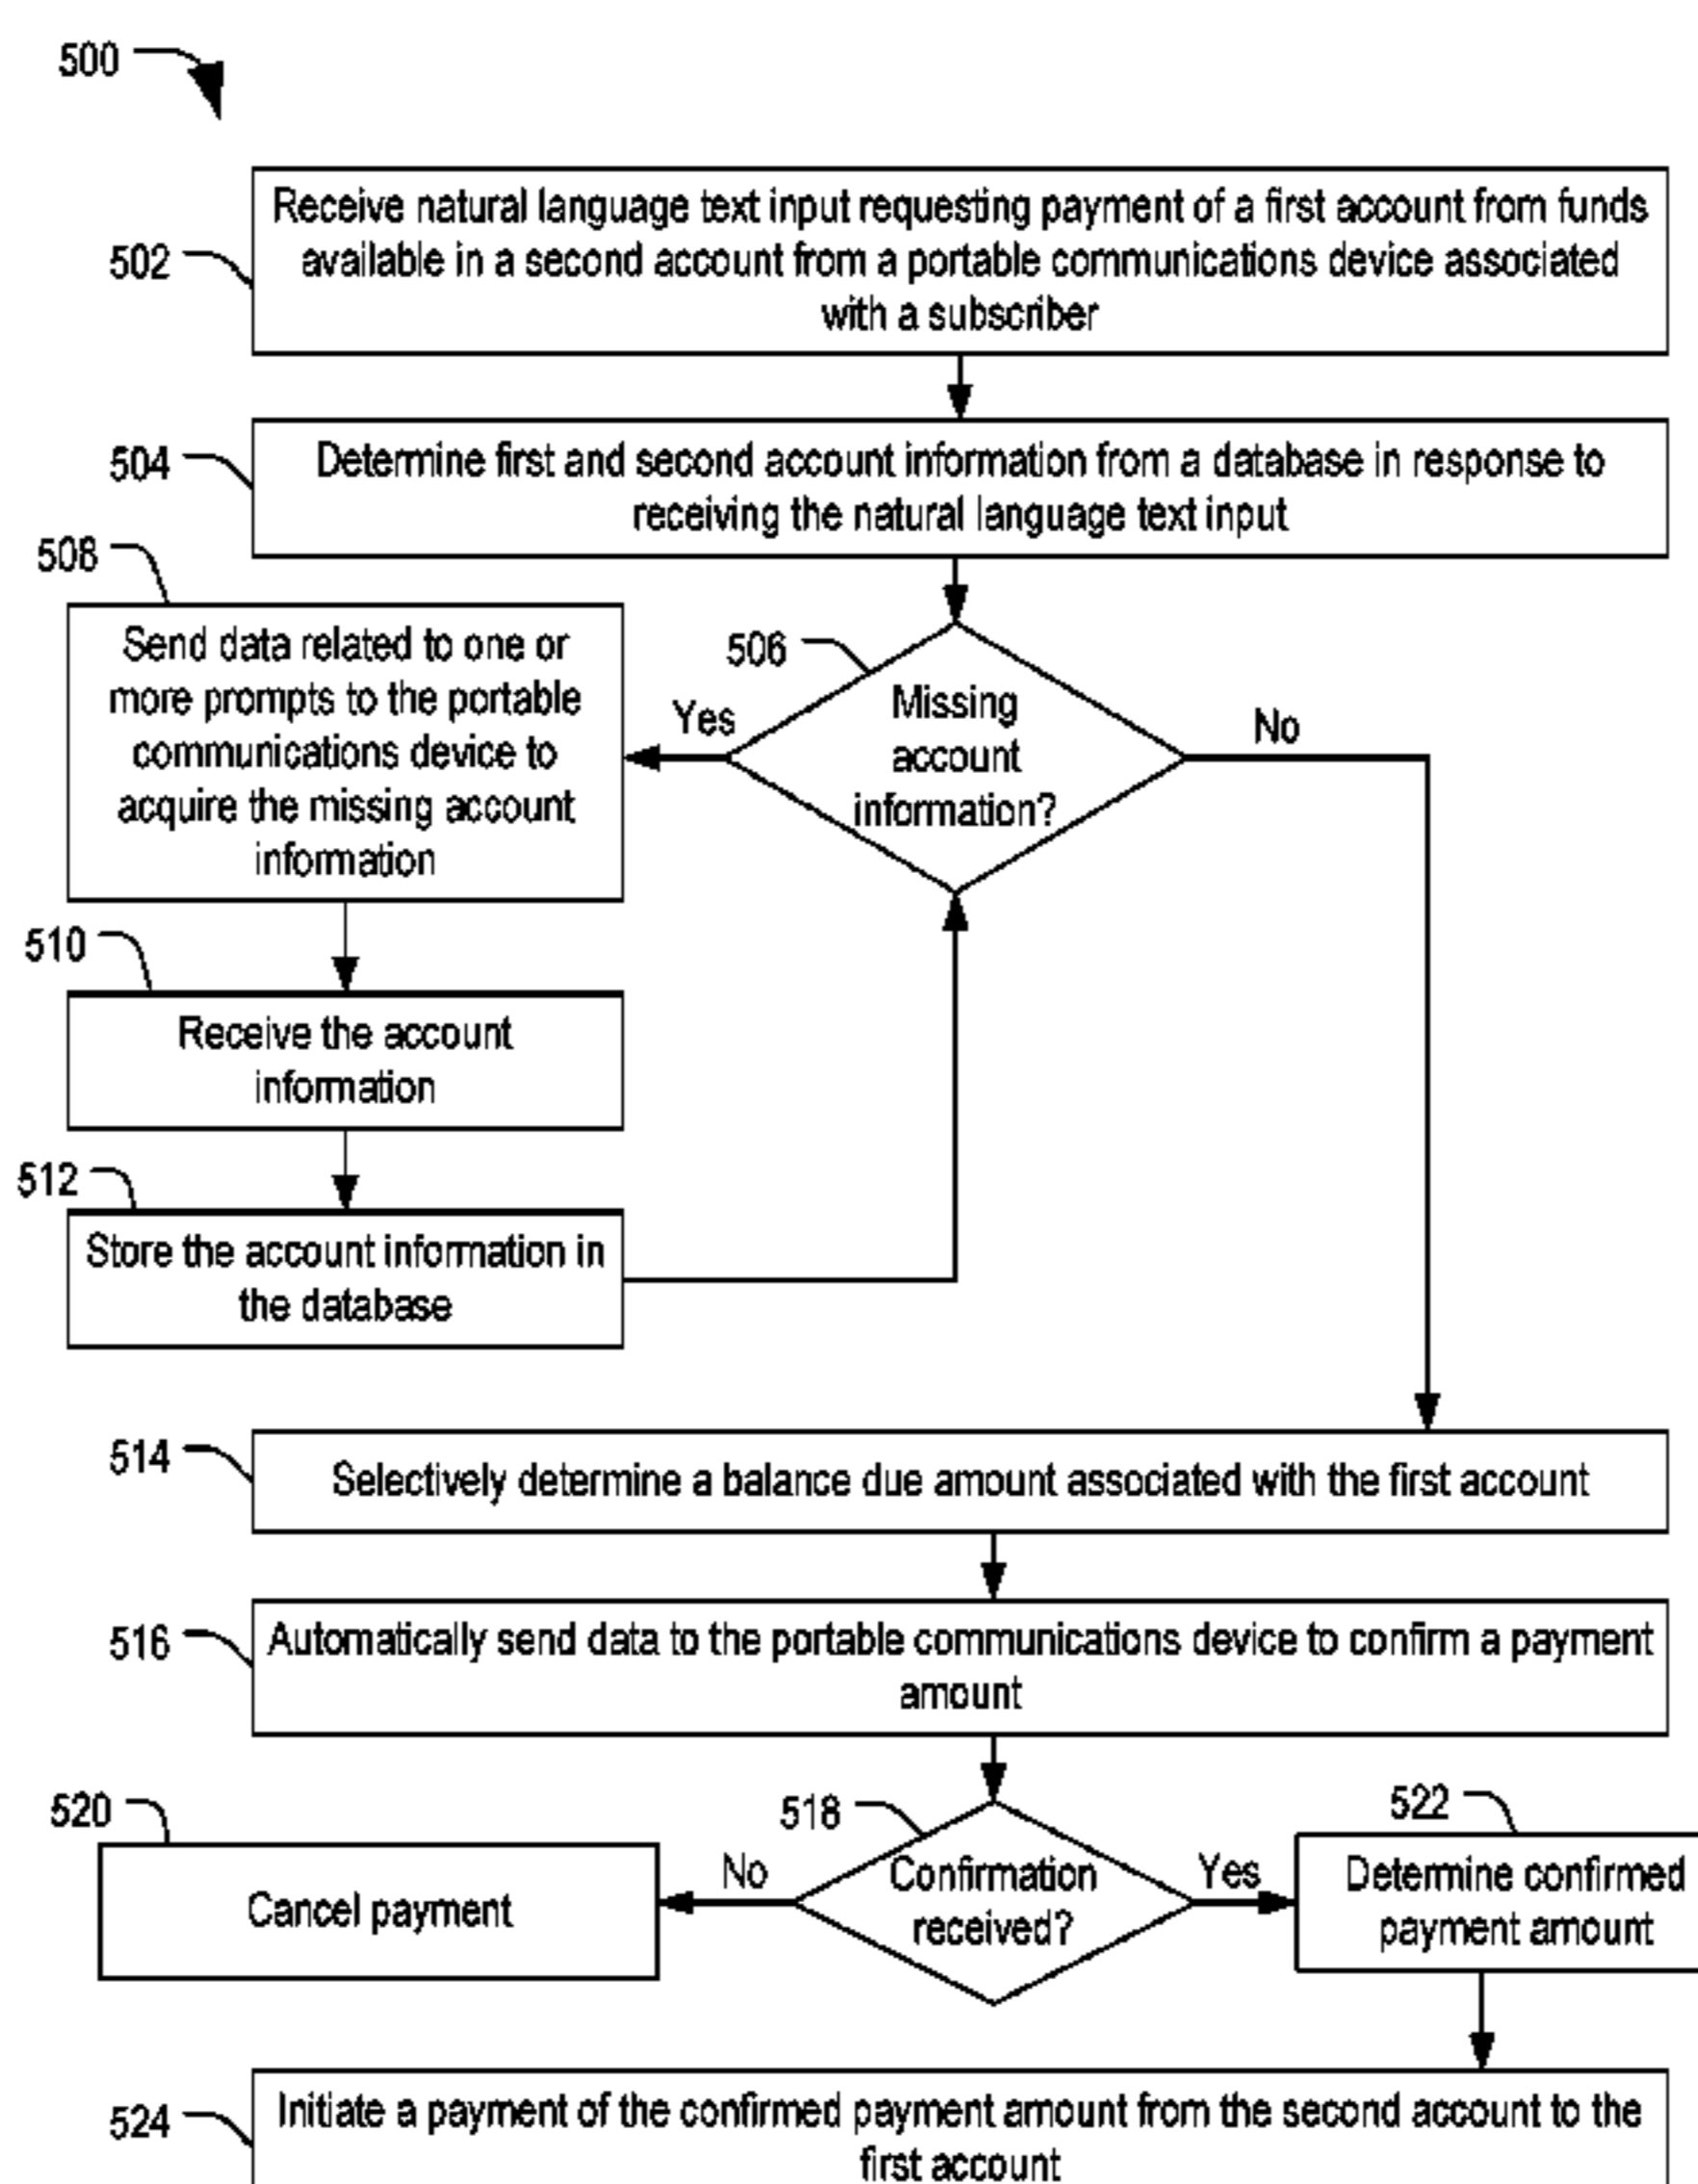 500
502
Receive natural language text input requesting payment of a first account from funds
available in a second account from a portable communications device associated
with a subscriber
504
Determine first and second account information from a database in response to
receiving the natural language text input
508
Send data related to one or
more prompts to the portable
communications device to
acquire the missing account
information
506
Missing
account
information?
Yes
No
510
Receive the account
information
512
Store the account information in
the database
514
Selectively determine a balance due amount associated with the first account
516
Automatically send data to the portable communications device to confirm a payment
amount
518
Confirmation
received?
No
Yes
520
Cancel payment
522
Determine confirmed
payment amount
524
Initiate a payment of the confirmed payment amount from the second account to the
first account